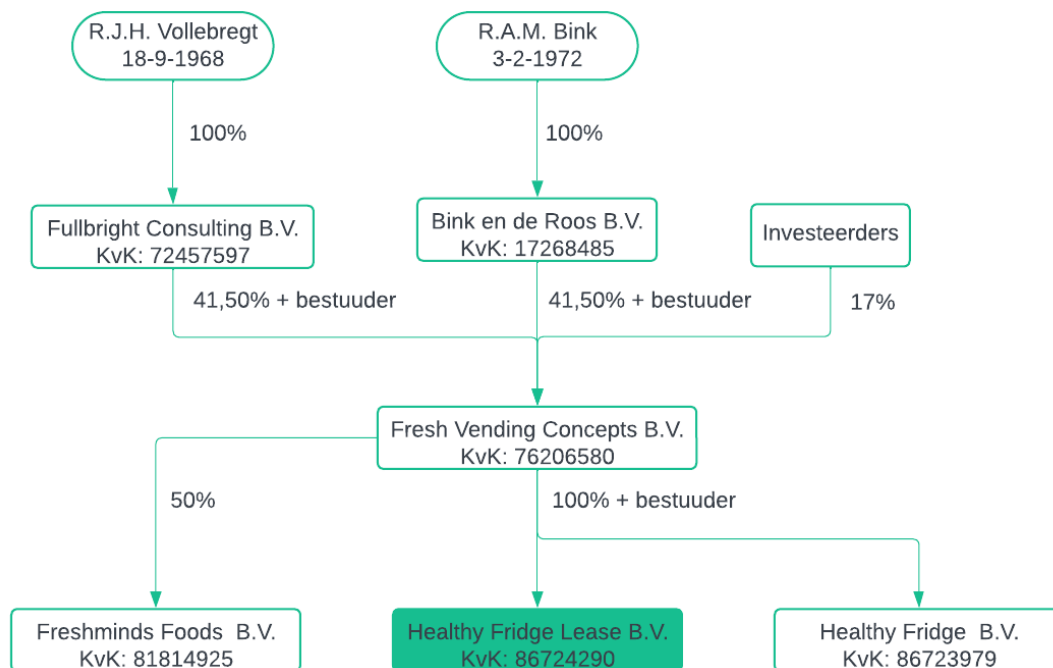 R.J.H. Vollebregt
18-9-1968
R.A.M. Bink
3-2-1972
100%
100%
Fullbright Consulting B.V.
KvK: 72457597
Bink en de Roos B.V.
KvK: 17268485
Investeerders
41,50% + bestuuder
41,50% + bestuuder
17%
Fresh Vending Concepts B.V.
KvK: 76206580
50%
100% + bestuuder
Freshminds Foods B.V.
KvK: 81814925
Healthy Fridge Lease B.V.
KvK: 86724290
Healthy Fridge B.V.
KvK: 86723979